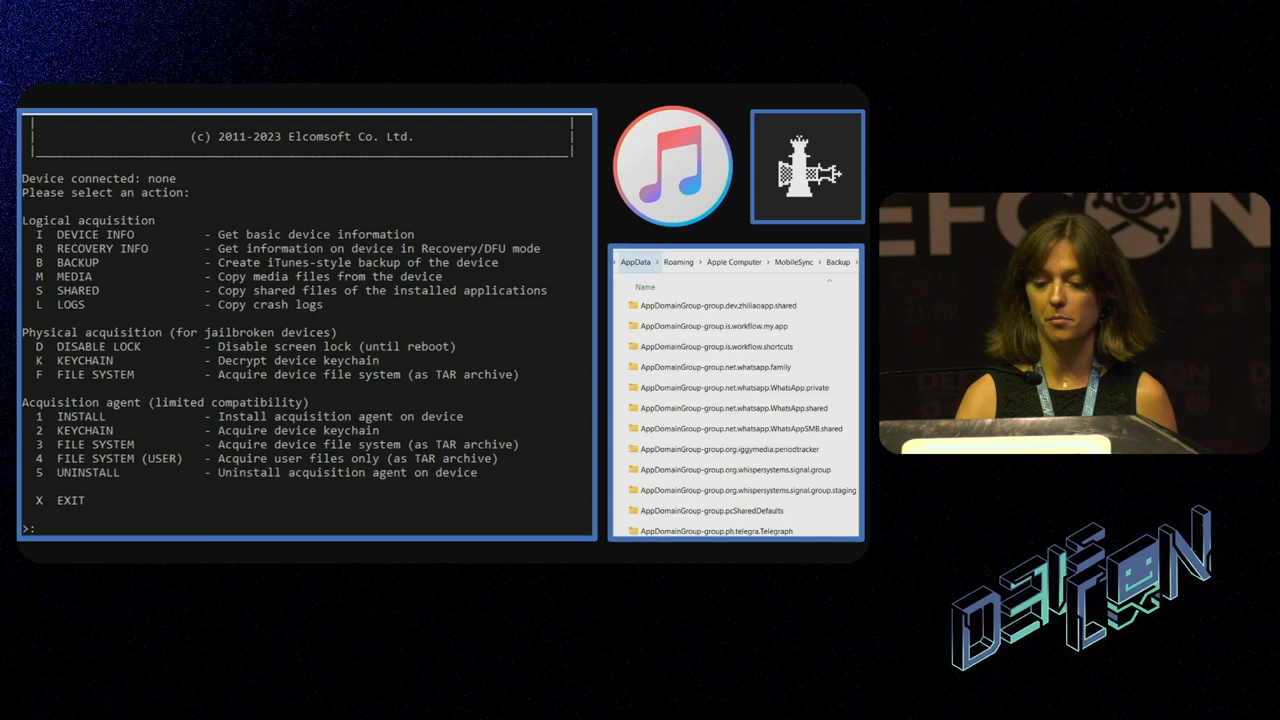 (c) 2011-2023 Elcomsoft Co. Ltd.
Device connected: none
Please select an action:
Logical acquisition
I DEVICE INFO - Get basic device information
R RECOVERY INFO - Get information on device in Recovery/DFU mode
B BACKUP - Create iTunes-style backup of the device
M MEDIA - Copy media files from the device
S SHARED - Copy shared files of the installed applications
L LOGS - Copy crash logs
Physical acquisition (for jailbroken devices)
D DISABLE LOCK - Disable screen lock (until reboot)
K KEYCHAIN - Decrypt device keychain
F FILE SYSTEM - Acquire device file system (as TAR archive)
Acquisition agent (limited compatibility)
1 INSTALL - Install acquisition agent on device
2 KEYCHAIN - Acquire device keychain
3 FILE SYSTEM - Acquire device file system (as TAR archive)
4 FILE SYSTEM (USER) - Acquire user files only (as TAR archive)
5 UNINSTALL - Uninstall acquisition agent on device
X EXIT
>:
AppData > Roaming > Apple Computer > MobileSync > Backup >
Name
AppDomainGroup-group.dev.zhiliaoapp.shared
AppDomainGroup-group.is.workflow.my.app
AppDomainGroup-group.is.workflow.shortcuts
AppDomainGroup-group.net.whatsapp.family
AppDomainGroup-group.net.whatsapp.WhatsApp.private
AppDomainGroup-group.net.whatsapp.WhatsApp.shared
AppDomainGroup-group.net.whatsapp.WhatsAppSMB.shared
AppDomainGroup-group.org.iggymedia.periodtracker
AppDomainGroup-group.org.whispersystems.signal.group
AppDomainGroup-group.org.whispersystems.signal.group.staging
AppDomainGroup-group.pcSharedDefaults
AppDomainGroup-group.ph.telegra.Telegraph
DEFCON
DEF CON